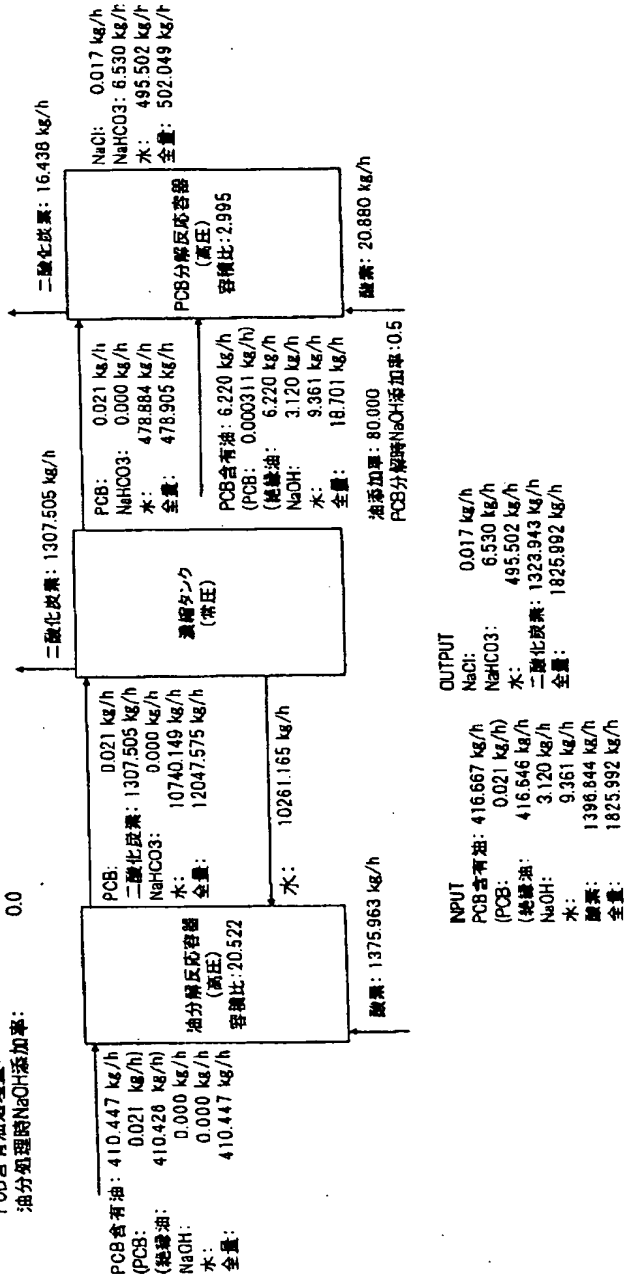 油分処理時NaOH添加率: 0.0
PCB含有油: 410.447 kg/h
(PCB: 0.021 kg/h)
(絶縁油: 410.426 kg/h)
NaOH: 0.000 kg/h
水: 0.000 kg/h
全量: 410.447 kg/h
油分解反応容器
(高圧)
容積比:20.522
酸素: 1375.963 kg/h
PCB: 0.021 kg/h
二酸化炭素: 1307.505 kg/h
NaHCO3: 0.000 kg/h
水: 10740.149 kg/h
全量: 12047.575 kg/h
水: 10261.165 kg/h
二酸化炭素: 1307.505 kg/h
濃縮タンク
(常圧)
PCB: 0.021 kg/h
NaHCO3: 0.000 kg/h
水: 478.884 kg/h
全量: 478.905 kg/h
PCB含有油: 6.220 kg/h
(PCB: 0.000311 kg/h)
(絶縁油: 6.220 kg/h
NaOH: 3.120 kg/h
水: 9.361 kg/h
全量: 18.701 kg/h
油添加率: 80.000
PCB分解時NaOH添加率:0.5
二酸化炭素: 16.438 kg/h
PCB分解反応容器
(高圧)
容積比:2.995
酸素: 20.880 kg/h
NaCl: 0.017 kg/h
NaHCO3: 6.530 kg/h
水: 495.502 kg/h
全量: 502.049 kg/h
INPUT
PCB含有油: 416.667 kg/h
(PCB: 0.021 kg/h)
(絶縁油: 416.646 kg/h
NaOH: 3.120 kg/h
水: 9.361 kg/h
酸素: 1396.844 kg/h
全量: 1825.992 kg/h
OUTPUT
NaCl: 0.017 kg/h
NaHCO3: 6.530 kg/h
水: 495.502 kg/h
二酸化炭素: 1323.943 kg/h
全量: 1825.992 kg/h